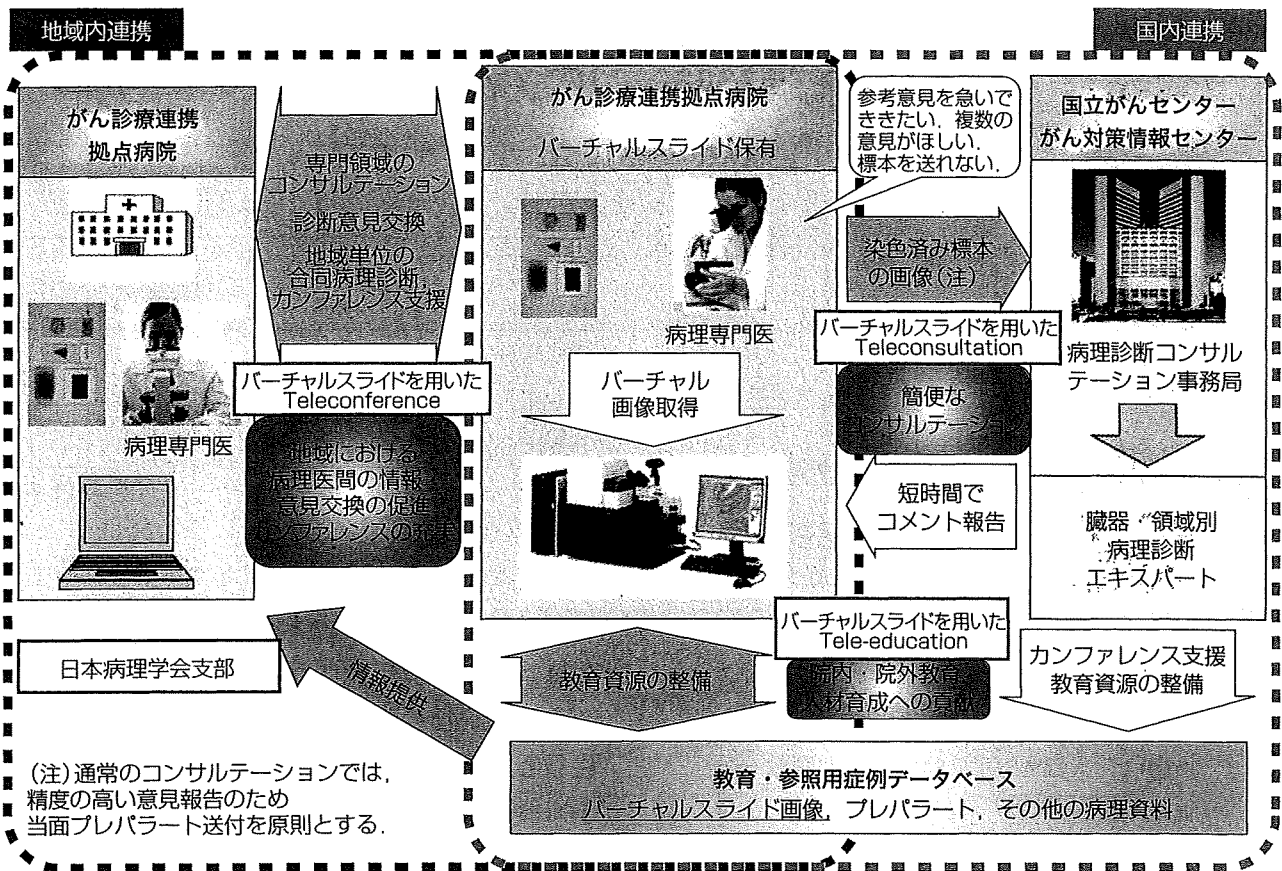 地域内連携
国内連携
がん診療連携
拠点病院
病理専門医
専門領域の
コンサルテーション
診断意見交換
地域単位の
合同病理診断,
カンファレンス支援
バーチャルスライドを用いた
Teleconference
地域における
病理医間の情報
意見交換の促進
がん診療連携拠点病院
バーチャルスライド保有
病理専門医
バーチャル
画像取得
参考意見を急いで
ききたい. 複数の
意見がほしい.
標本を送れない.
染色済み標本
の画像(注)
バーチャルスライドを用いた
Teleconsultation
簡便な
コンサルテーション
短時間で
コメント報告
国立がんセンター
がん対策情報センター
病理診断コンサル
テーション事務局
臓器・領域別
病理診断
エキスパート
日本病理学会支部
情報提供
教育資源の整備
バーチャルスライドを用いた
Tele-education
院内・院外教育
人材育成への貢献
カンファレンス支援
教育資源の整備
教育・参照用症例データベース
バーチャルスライド画像, プレパラート, その他の病理資料
(注)通常のコンサルテーションでは,
精度の高い意見報告のため
当面プレパラート送付を原則とする.